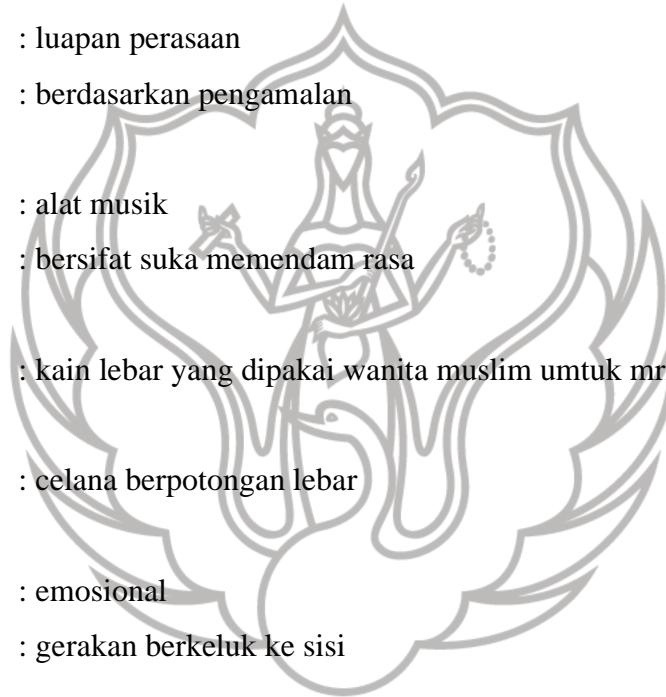 : luapan perasaan
: berdasarkan pengamalan
: alat musik
: bersifat suka memendam rasa
: kain lebar yang dipakai wanita muslim umtuk mr
: celana berpotongan lebar
: emosional
: gerakan berkeluk ke sisi